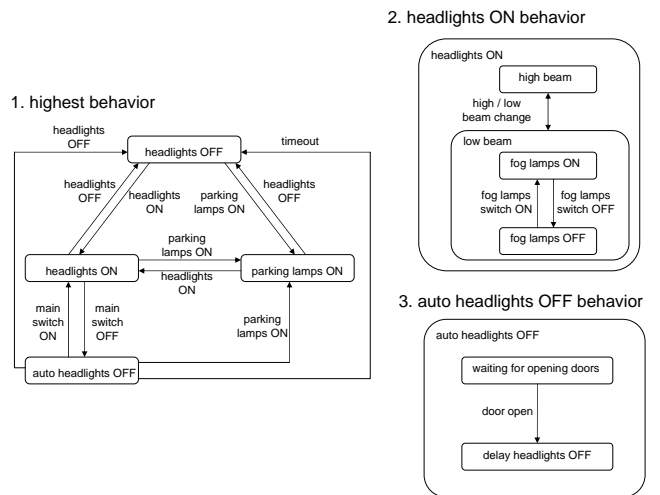 1. highest behavior
headlights
OFF
headlights OFF
timeout
headlights
OFF
headlights
ON
parking
lamps ON
headlights
OFF
headlights ON
parking
lamps ON
headlights
ON
parking lamps ON
main
switch
ON
main
switch
OFF
parking
lamps ON
auto headlights OFF
2. headlights ON behavior
headlights ON
high beam
high / low
beam change
low beam
fog lamps ON
fog lamps
switch ON
fog lamps
switch OFF
fog lamps OFF
3. auto headlights OFF behavior
auto headlights OFF
waiting for opening doors
door open
delay headlights OFF